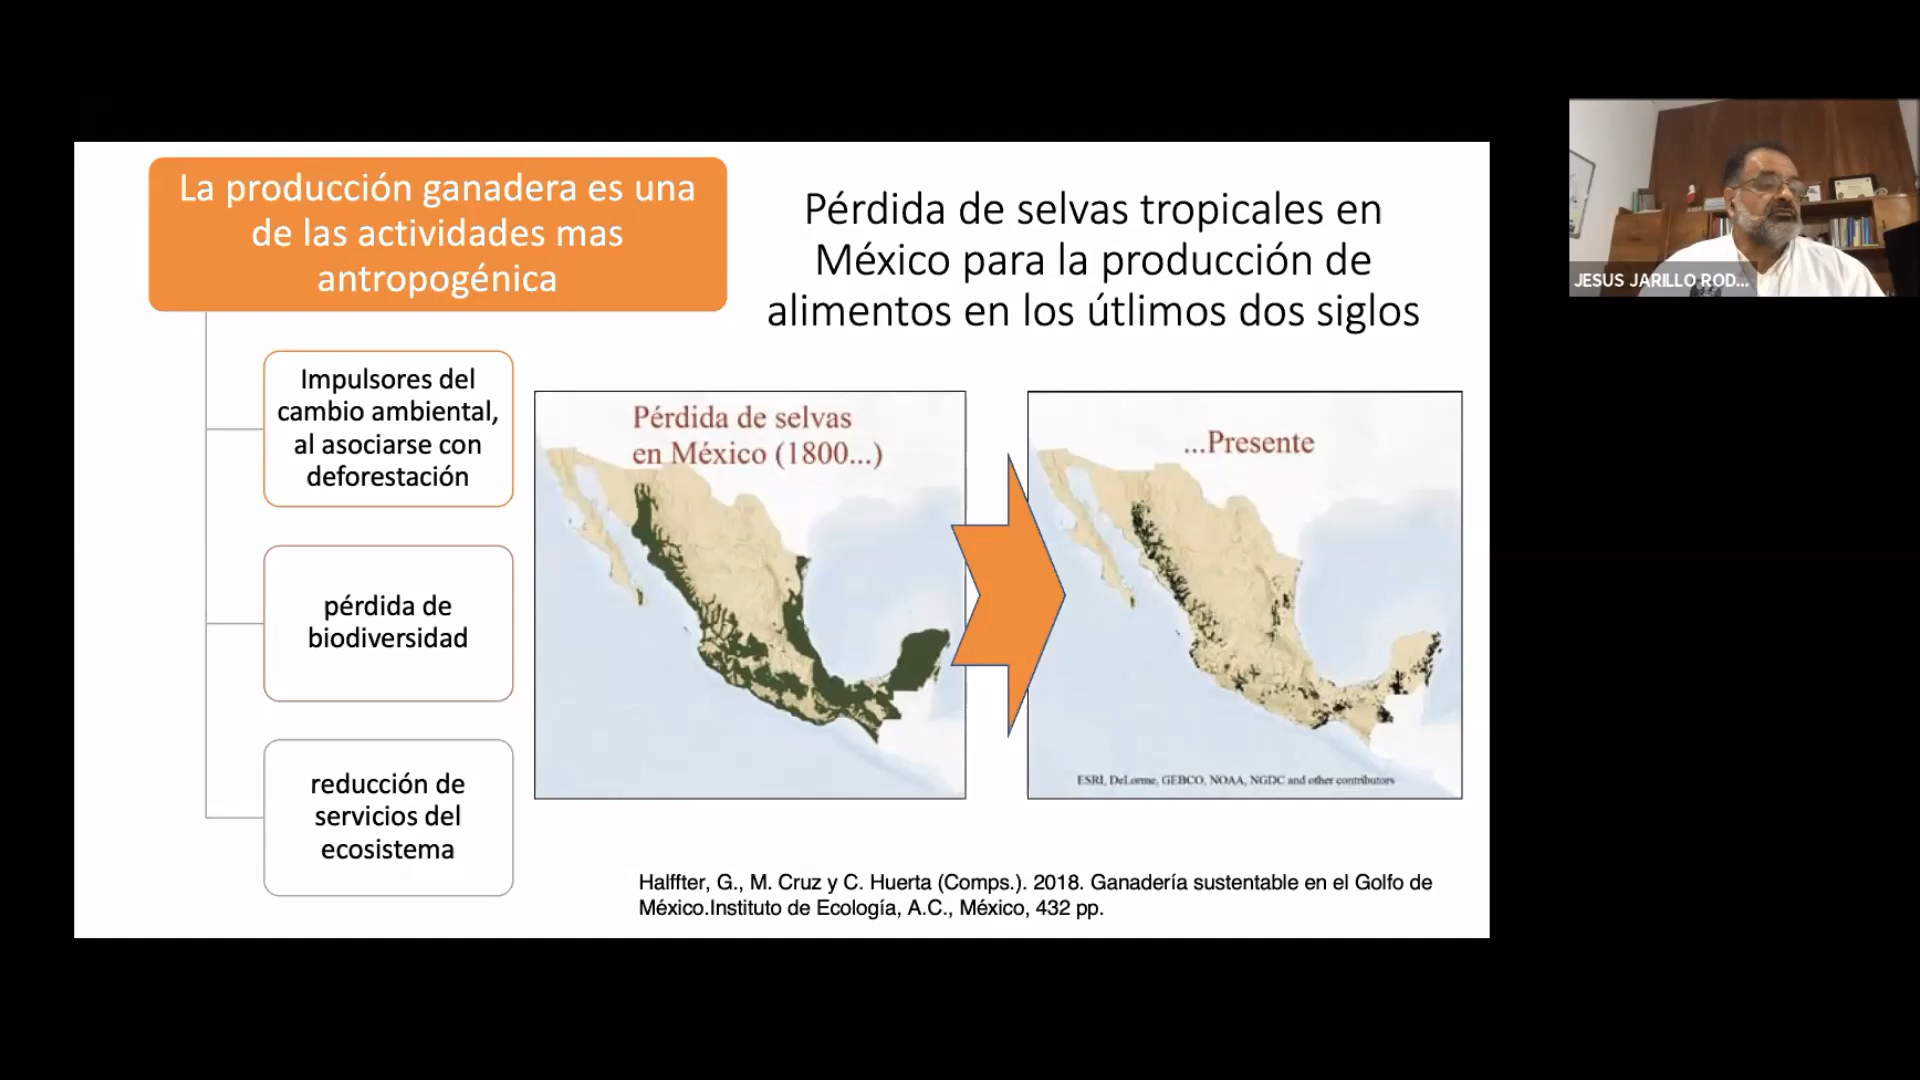 La producción ganadera es una
de las actividades mas
antropogénica
Pérdida de selvas tropicales en
México para la producción de
alimentos en los útlimos dos siglos
Impulsores del
cambio ambiental,
al asociarse con
deforestación
pérdida de
biodiversidad
reducción de
servicios del
ecosistema
Pérdida de selvas
en México (1800...)
...Presente
ESRI, DeLorme, GEBCO, NOAA, NGDC and other contributors
Halffter, G., M. Cruz y C. Huerta (Comps.). 2018. Ganadería sustentable en el Golfo de
México.Instituto de Ecología, A.C., México, 432 pp.
JESUS JARILLO ROD...